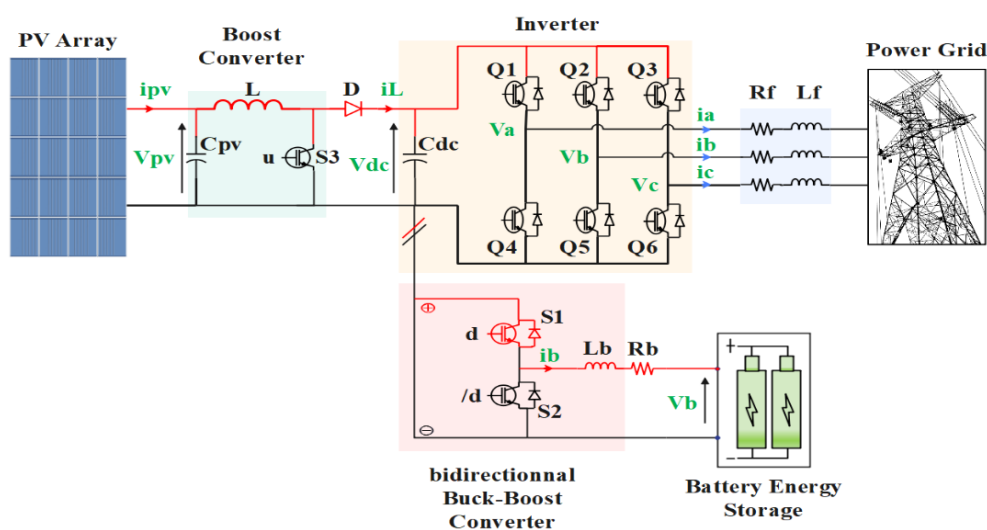 PV Array
Boost
Converter
Inverter
Power Grid
ipv
L
D
iL
Q1
Q2
Q3
Rf
Lf
Va
ia
Vpv
Cpv
u
S3
Vdc
Cdc
Vb
ib
Vc
ic
Q4
Q5
Q6
+
S1
d
ib
Lb
Rb
+
/d
S2
Vb
−
−
bidirectionnal
Buck-Boost
Converter
Battery Energy
Storage